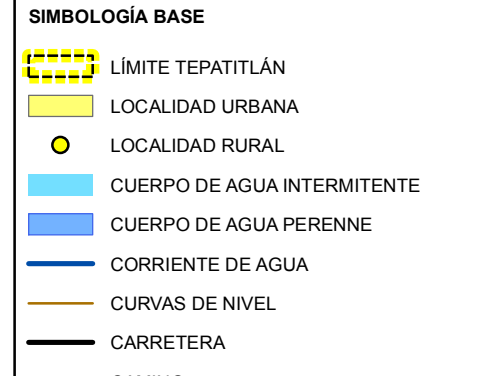 SIMBOLOGÍA BASE
LÍMITE TEPATITLÁN
LOCALIDAD URBANA
LOCALIDAD RURAL
CUERPO DE AGUA INTERMITENTE
CUERPO DE AGUA PERENNE
CORRIENTE DE AGUA
CURVAS DE NIVEL
CARRETERA